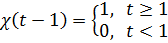 χ(t − 1) = {1, t ≥ 1
0, t < 1